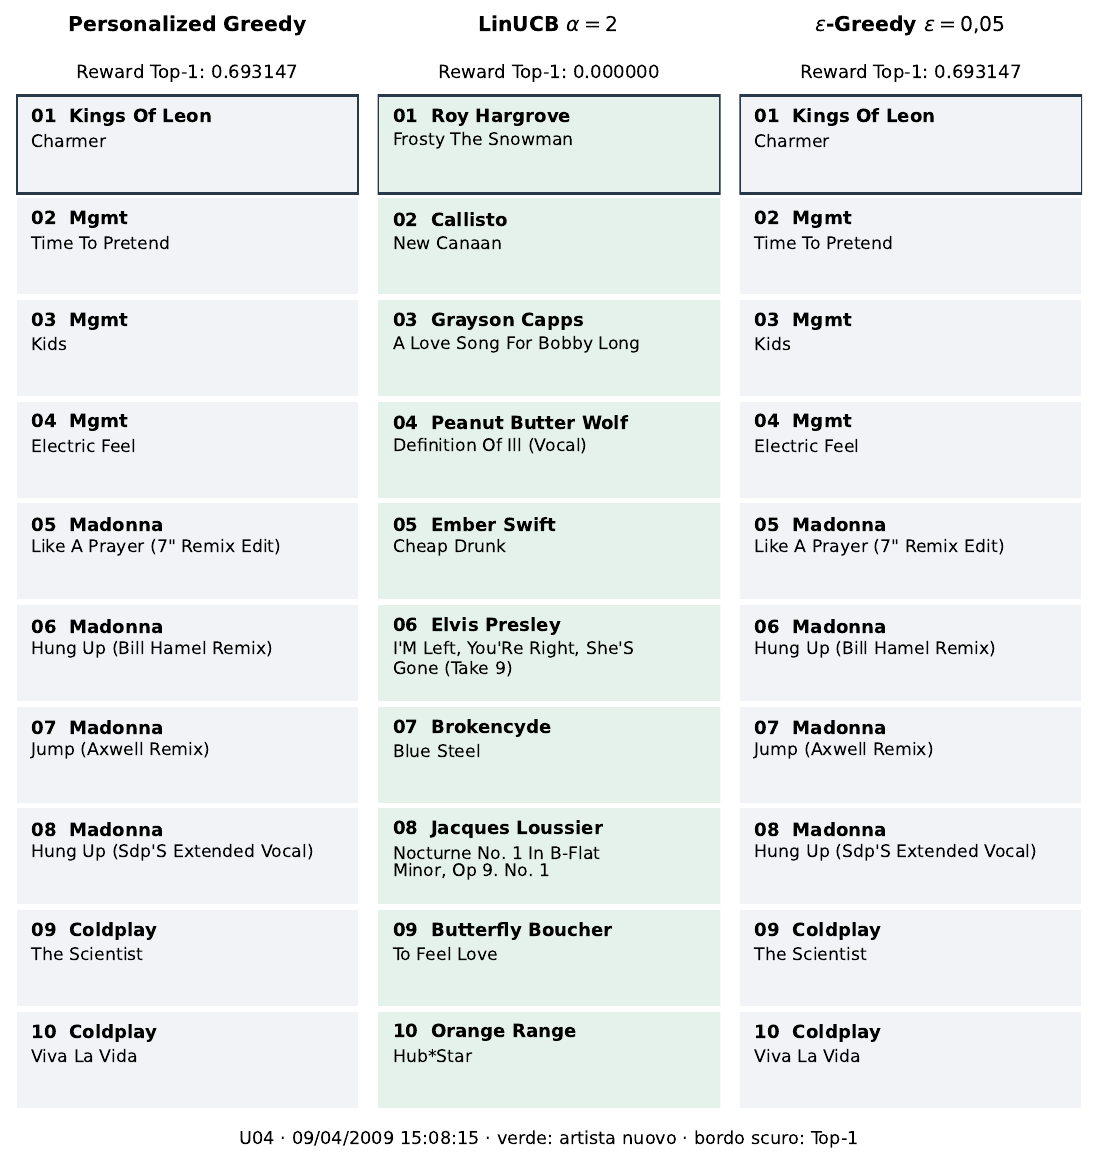 Personalized Greedy
Reward Top-1: 0.693147
01 Kings Of Leon
Charmer
02 Mgmt
Time To Pretend
03 Mgmt
Kids
04 Mgmt
Electric Feel
05 Madonna
Like A Prayer (7" Remix Edit)
06 Madonna
Hung Up (Bill Hamel Remix)
07 Madonna
Jump (Axwell Remix)
08 Madonna
Hung Up (Sdp'S Extended Vocal)
09 Coldplay
The Scientist
10 Coldplay
Viva La Vida
LinUCB α = 2
Reward Top-1: 0.000000
01 Roy Hargrove
Frosty The Snowman
02 Callisto
New Canaan
03 Grayson Capps
A Love Song For Bobby Long
04 Peanut Butter Wolf
Definition Of Ill (Vocal)
05 Ember Swift
Cheap Drunk
06 Elvis Presley
I'M Left, You'Re Right, She'S
Gone (Take 9)
07 Brokencyde
Blue Steel
08 Jacques Loussier
Nocturne No. 1 In B-Flat
Minor, Op 9. No. 1
09 Butterfly Boucher
To Feel Love
10 Orange Range
Hub*Star
ε-Greedy ε = 0,05
Reward Top-1: 0.693147
01 Kings Of Leon
Charmer
02 Mgmt
Time To Pretend
03 Mgmt
Kids
04 Mgmt
Electric Feel
05 Madonna
Like A Prayer (7" Remix Edit)
06 Madonna
Hung Up (Bill Hamel Remix)
07 Madonna
Jump (Axwell Remix)
08 Madonna
Hung Up (Sdp'S Extended Vocal)
09 Coldplay
The Scientist
10 Coldplay
Viva La Vida
U04 · 09/04/2009 15:08:15 · verde: artista nuovo · bordo scuro: Top-1